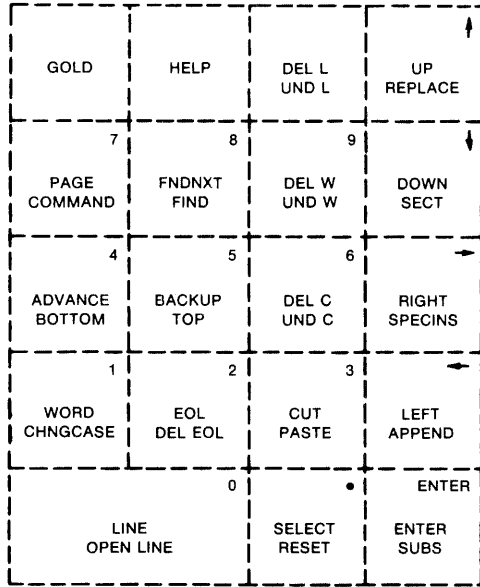 GOLD HELP DEL L UP
UND L REPLACE
7 8 9
PAGE FNDNXT DEL W DOWN
COMMAND FIND UND W SECT
4 5 6
ADVANCE BACKUP DEL C RIGHT
BOTTOM TOP UND C SPECINS
1 2 3
WORD EOL CUT LEFT
CHNGCASE DEL EOL PASTE APPEND
0 ENTER
LINE SELECT ENTER
OPEN LINE RESET SUBS